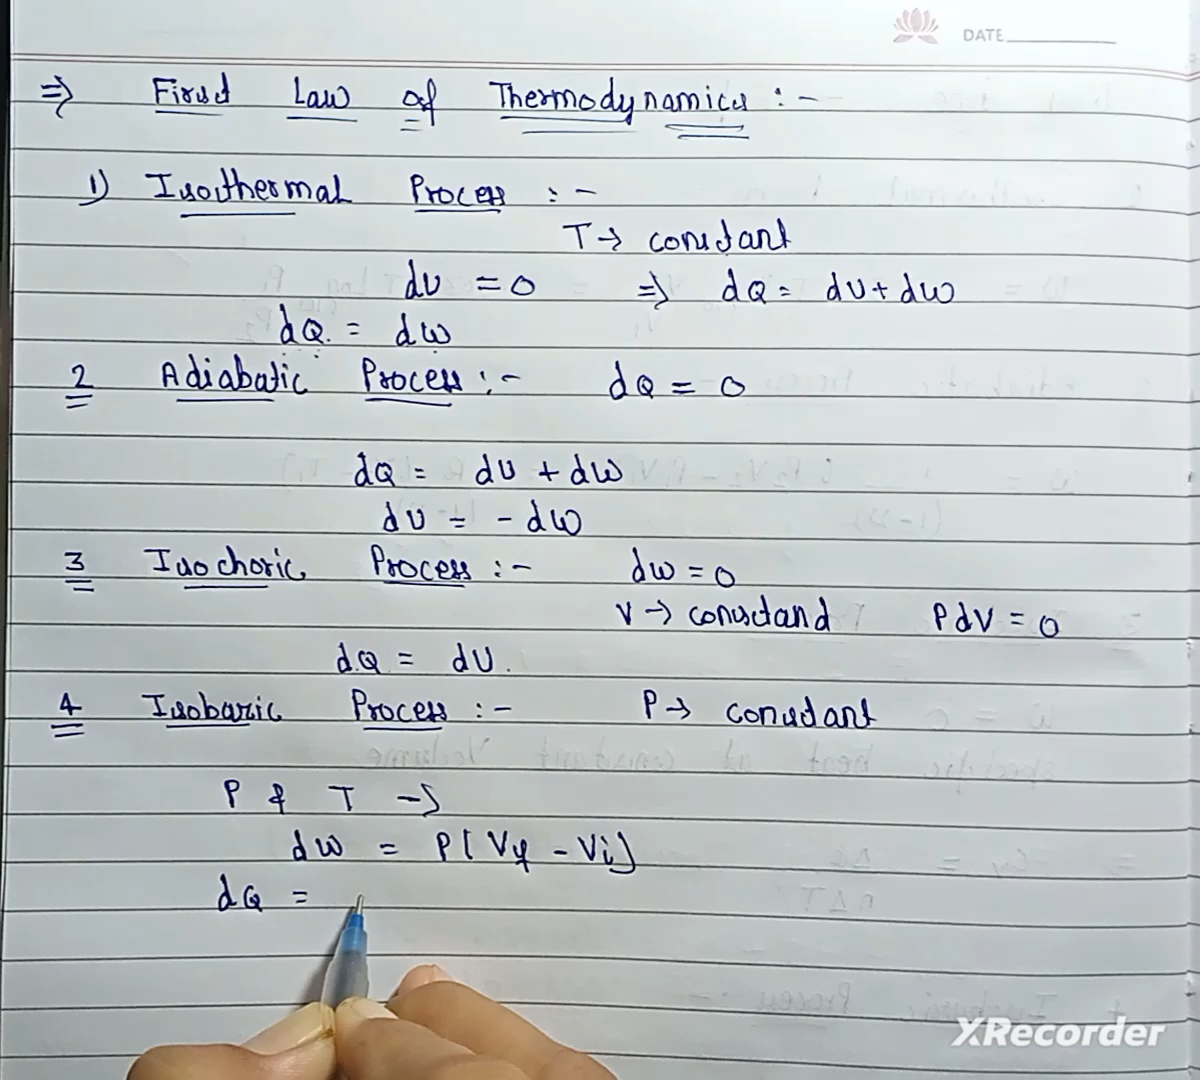 DATE
⇒ First Law of Thermodynamics :-
1) Isothermal Process :-
T → constant
dU = 0 ⇒ dQ = dU + dW
dQ = dW
2 Adiabatic Process :- dQ = 0
dQ = dU + dW
dU = - dW
3 Isochoric Process :- dW = 0
V → constand PdV = 0
dQ = dU.
4 Isobaric Process :- P → constant
P & T →
dW = P[Vf - Vi]
dQ =
XRecorder